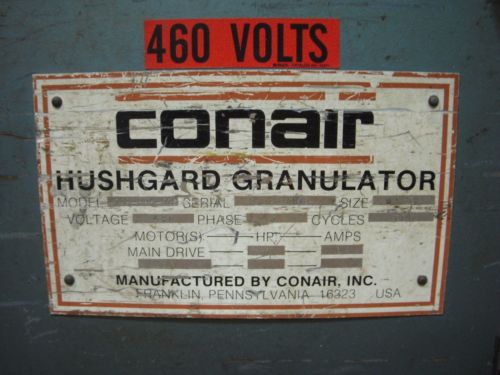 460 VOLTS
conair
HUSHGARD GRANULATOR
MODEL SERIAL SIZE
VOLTAGE PHASE CYCLES
MOTOR(S) HP AMPS
MAIN DRIVE
MANUFACTURED BY CONAIR, INC.
FRANKLIN, PENNSYLVANIA 16323 USA